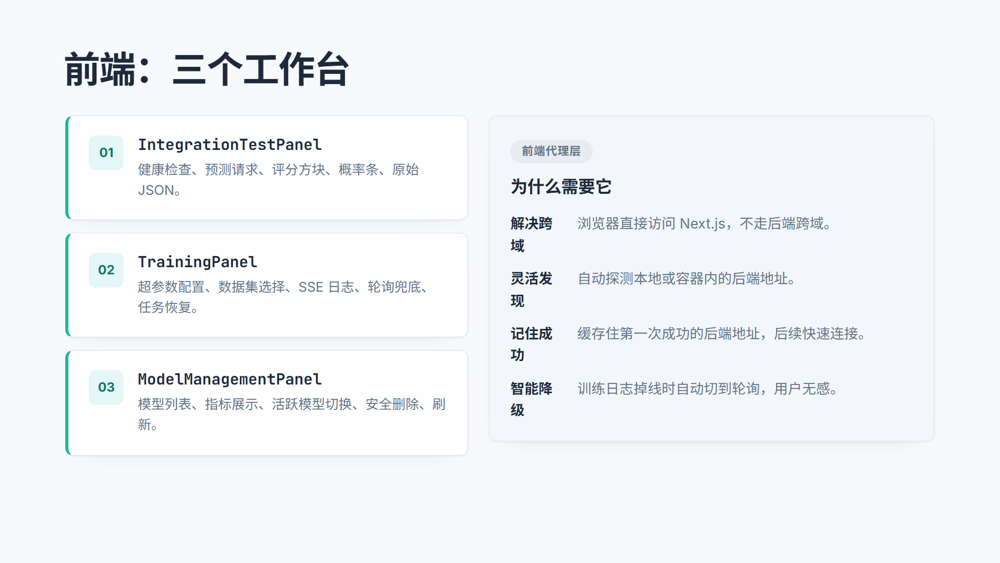 前端：三个工作台
01
IntegrationTestPanel
健康检查、预测请求、评分方块、概率条、原始
JSON。
02
TrainingPanel
超参数配置、数据集选择、SSE 日志、轮询兜底、
任务恢复。
03
ModelManagementPanel
模型列表、指标展示、活跃模型切换、安全删除、刷
新。
前端代理层
为什么需要它
解决跨
域
浏览器直接访问 Next.js，不走后端跨域。
灵活发
现
自动探测本地或容器内的后端地址。
记住成
功
缓存住第一次成功的后端地址，后续快速连接。
智能降
级
训练日志掉线时自动切到轮询，用户无感。